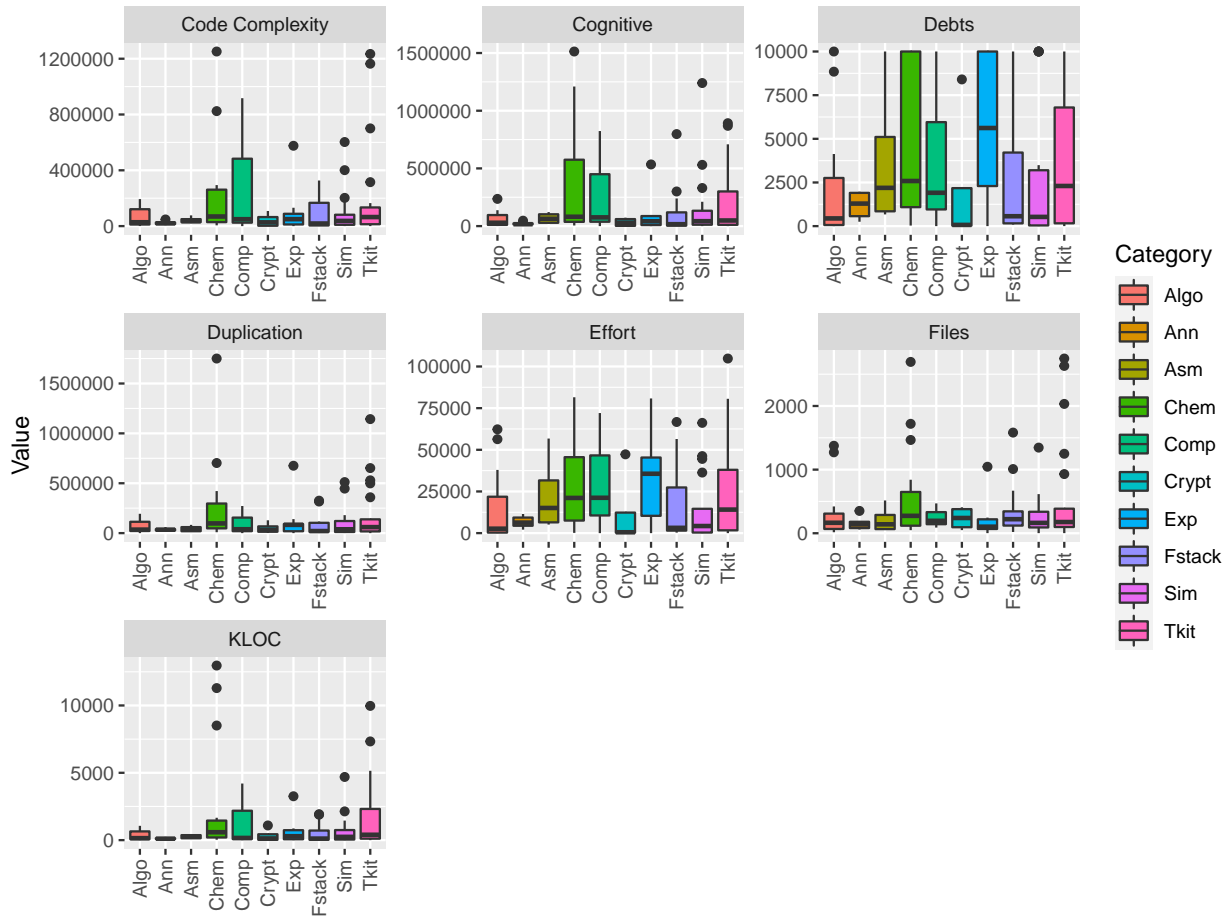 Code Complexity
Cognitive
Debts
1200000
800000
400000
0
1500000
1000000
500000
0
10000
7500
5000
2500
0
Algo Ann Asm Chem Comp Crypt Exp Fstack Sim Tkit
Algo Ann Asm Chem Comp Crypt Exp Fstack Sim Tkit
Algo Ann Asm Chem Comp Crypt Exp Fstack Sim Tkit
Duplication
Effort
Files
1500000
1000000
500000
0
100000
75000
50000
25000
0
2000
1000
0
Algo Ann Asm Chem Comp Crypt Exp Fstack Sim Tkit
Algo Ann Asm Chem Comp Crypt Exp Fstack Sim Tkit
Algo Ann Asm Chem Comp Crypt Exp Fstack Sim Tkit
Value
KLOC
10000
5000
0
Algo Ann Asm Chem Comp Crypt Exp Fstack Sim Tkit
Category
Algo
Ann
Asm
Chem
Comp
Crypt
Exp
Fstack
Sim
Tkit